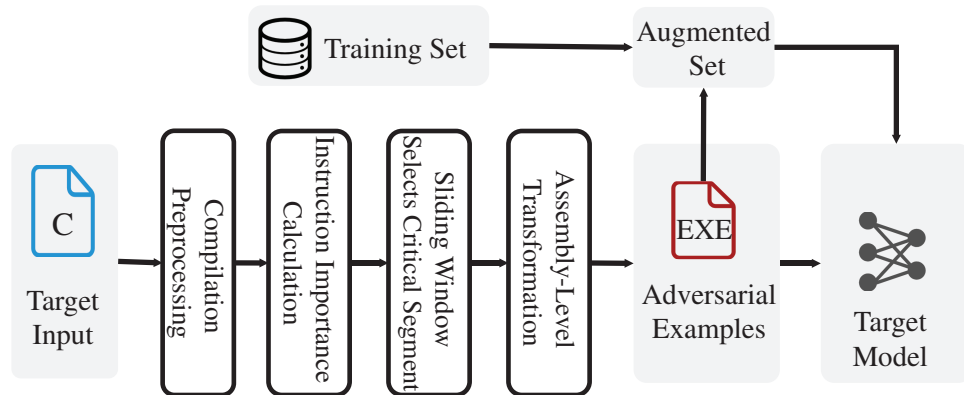 Training Set
Augmented
Set
C
Target
Input
Compilation
Preprocessing
Instruction Importance
Calculation
Sliding Window
Selects Critical Segment
Assembly-Level
Transformation
EXE
Adversarial
Examples
Target
Model